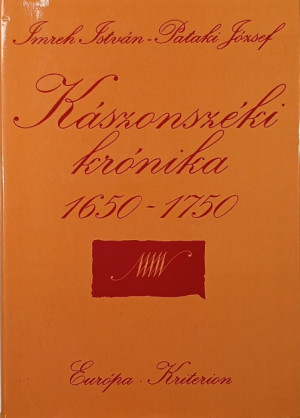 Imreh István - Pataki József
Kászonszéki
krónika
1650-1750
Európa · Kriterion